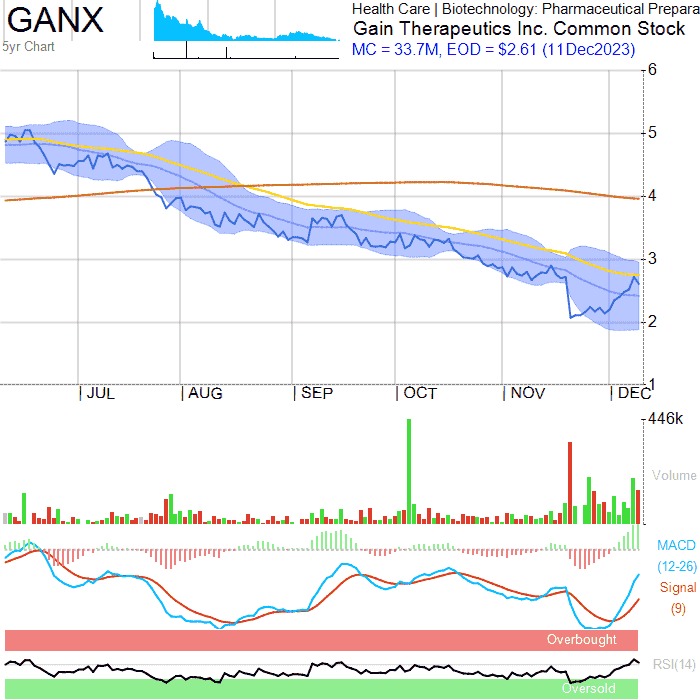 GANX
5yr Chart
Health Care | Biotechnology: Pharmaceutical Prepara
Gain Therapeutics Inc. Common Stock
MC = 33.7M, EOD = $2.61 (11Dec2023)
6
5
4
3
2
1
JUL
AUG
SEP
OCT
NOV
DEC
446k
Volume
MACD
(12-26)
Signal
(9)
Overbought
RSI(14)
Oversold